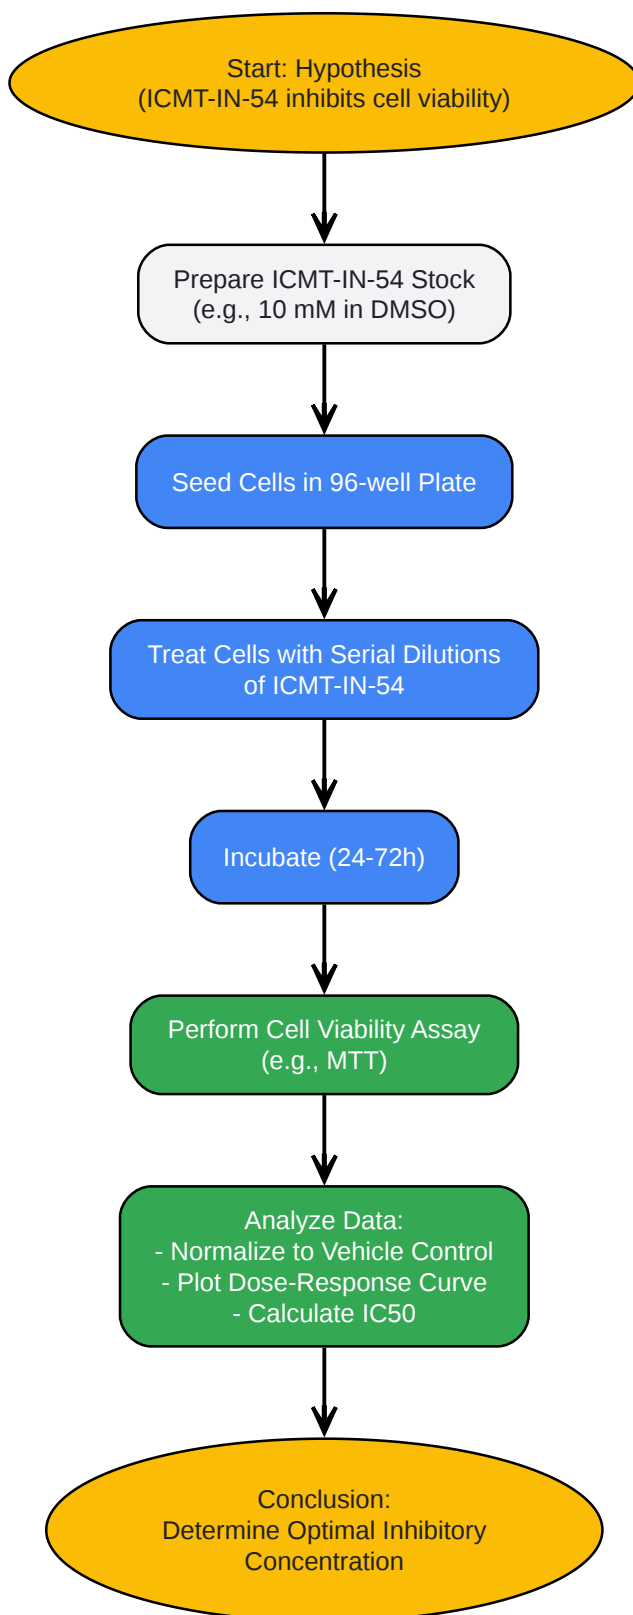 Start: Hypothesis
(ICMT-IN-54 inhibits cell viability)
Prepare ICMT-IN-54 Stock
(e.g., 10 mM in DMSO)
Seed Cells in 96-well Plate
Treat Cells with Serial Dilutions
of ICMT-IN-54
Incubate (24-72h)
Perform Cell Viability Assay
(e.g., MTT)
Analyze Data:
- Normalize to Vehicle Control
- Plot Dose-Response Curve
- Calculate IC50
Conclusion:
Determine Optimal Inhibitory
Concentration